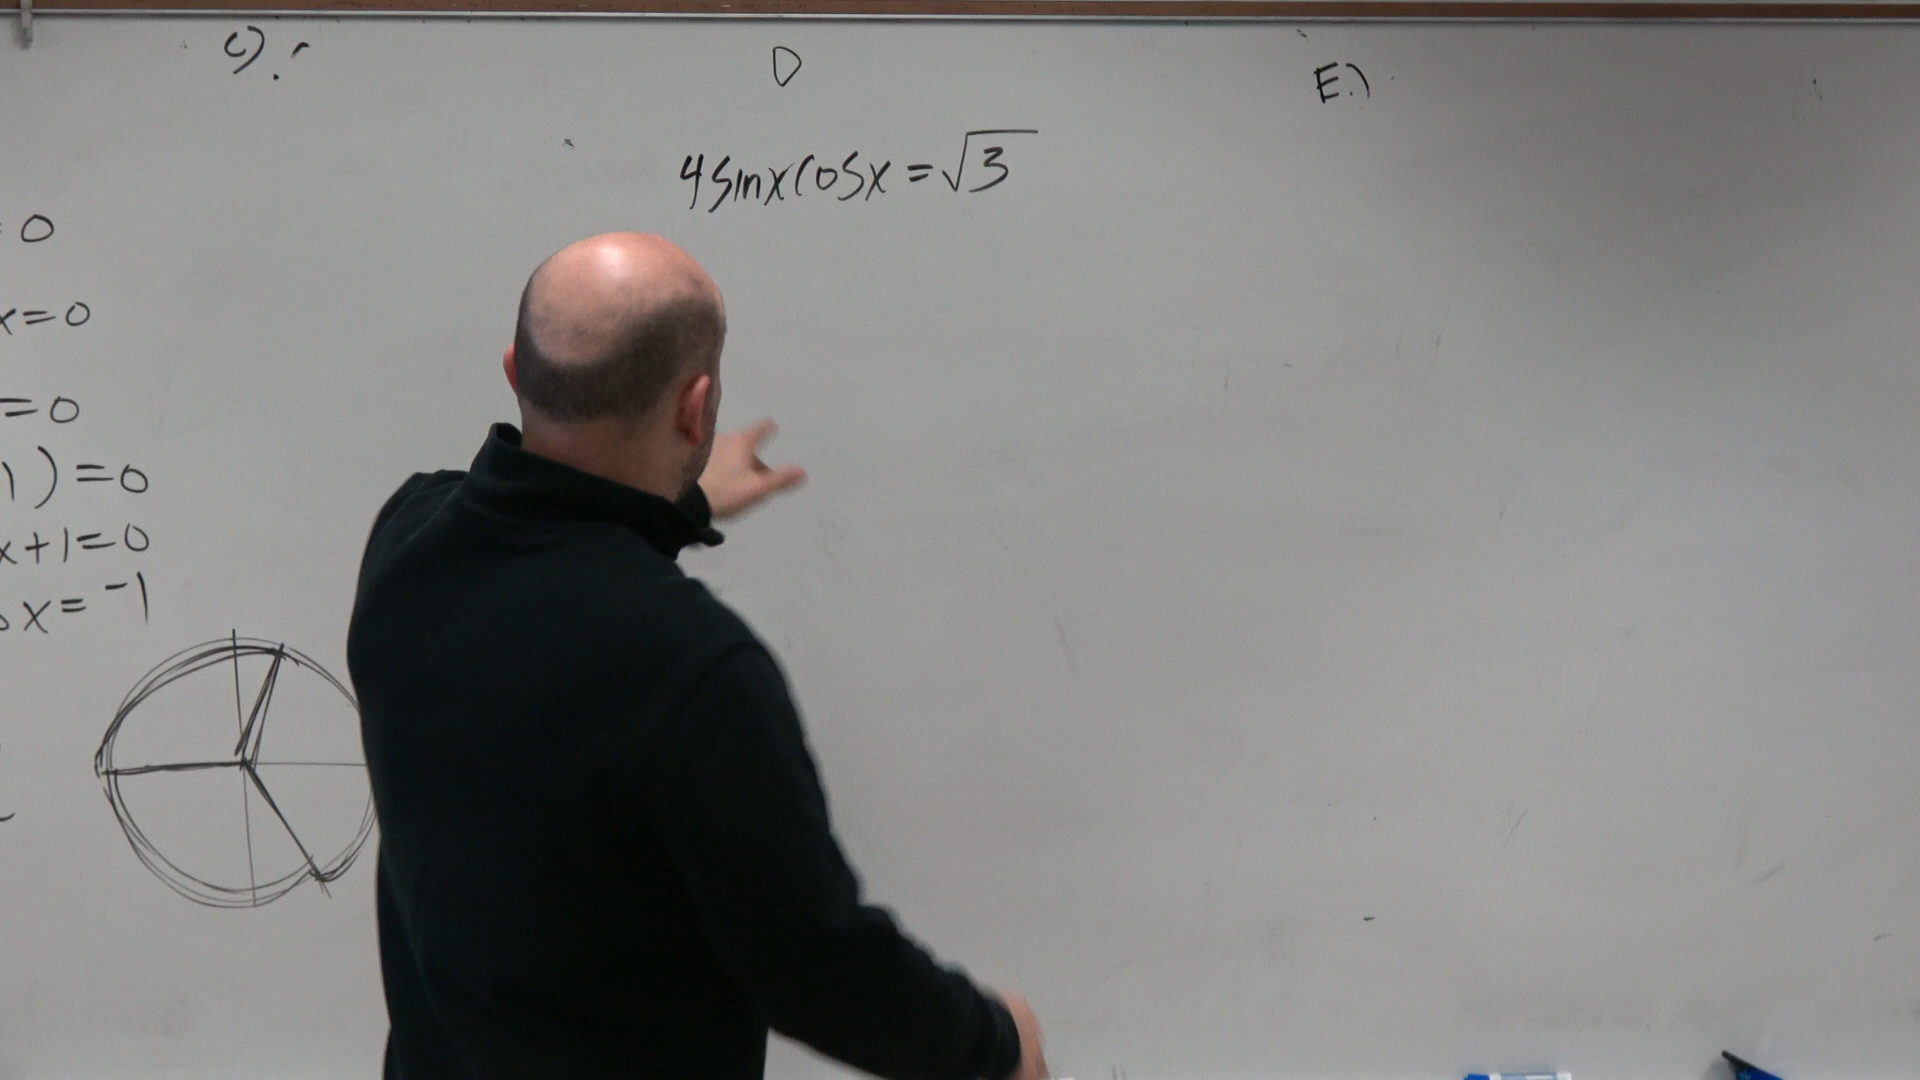 C).
D
E.)
4sinxcosx=√3
0
x=0
=0
1)=0
x+1=0
x=-1